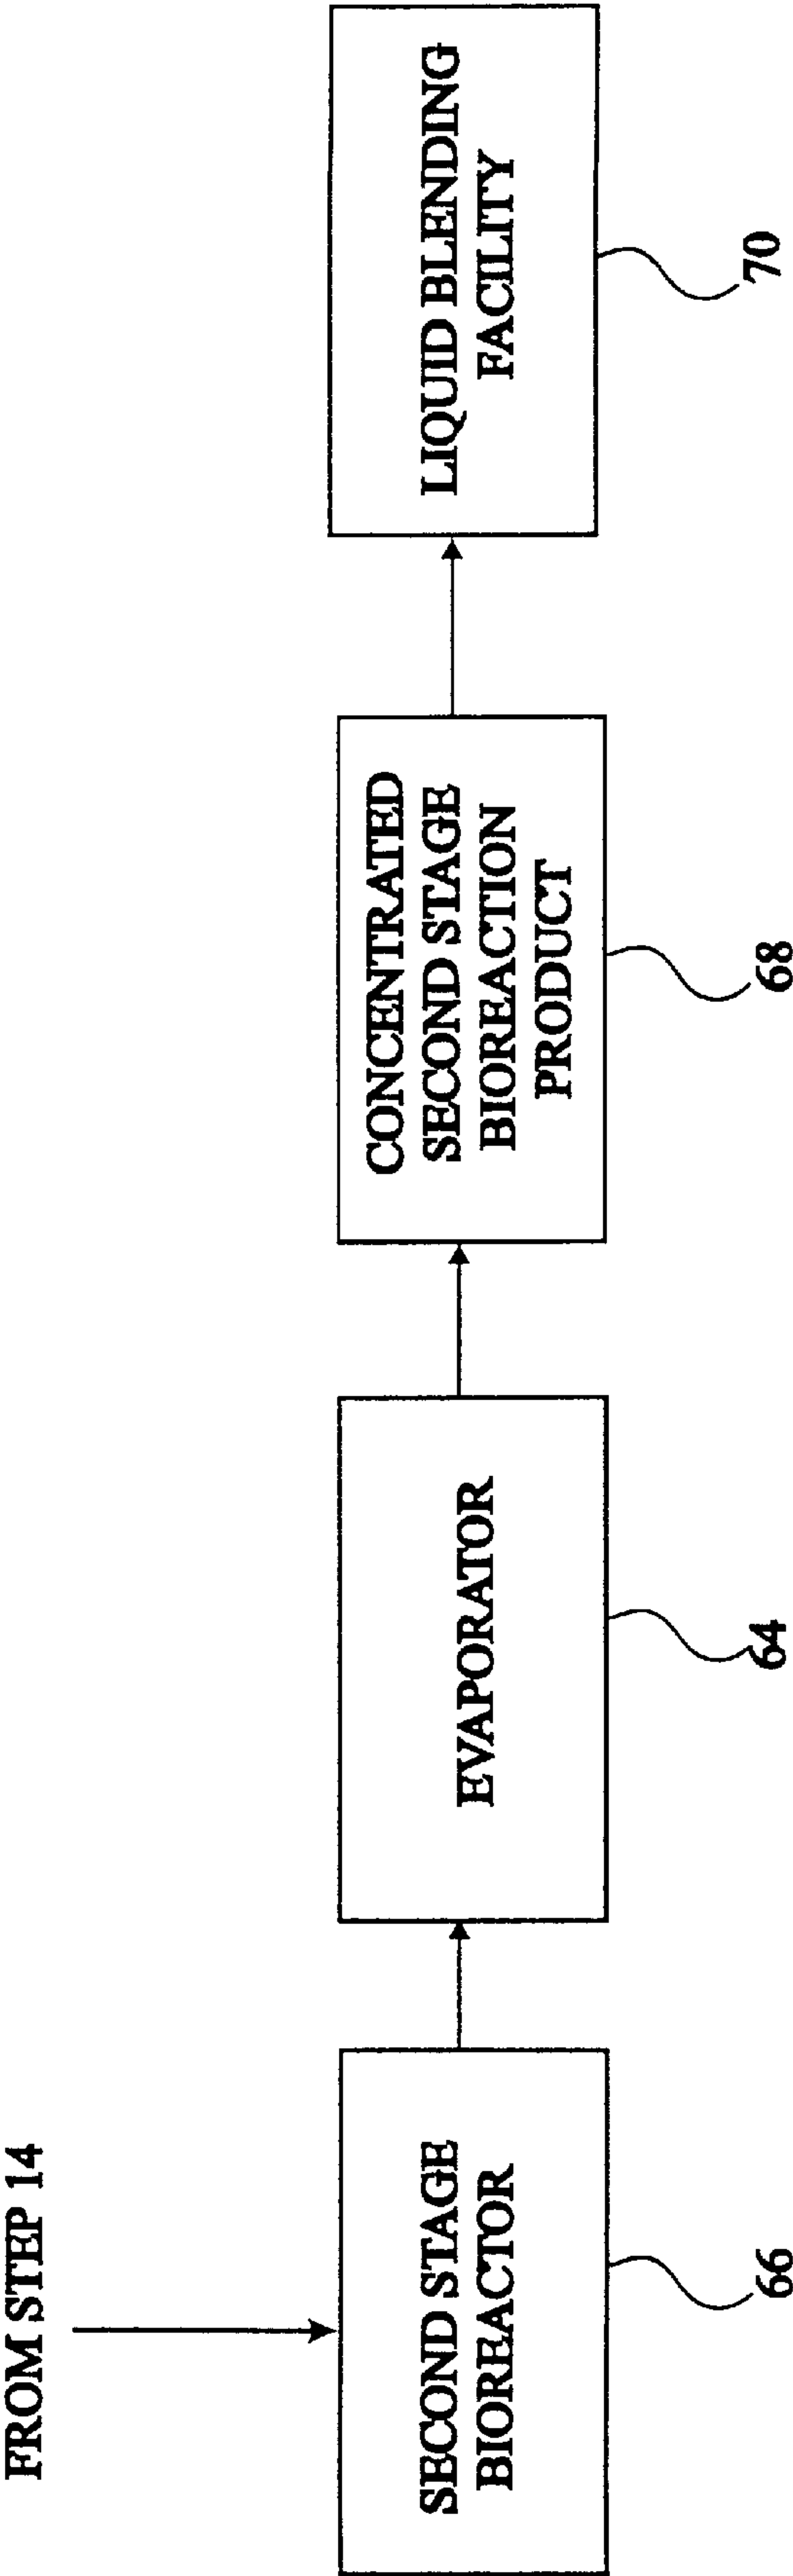 FROM STEP 14
SECOND STAGE
BIOREACTOR
66
EVAPORATOR
64
CONCENTRATED
SECOND STAGE
BIOREACTION
PRODUCT
68
LIQUID BLENDING
FACILITY
70